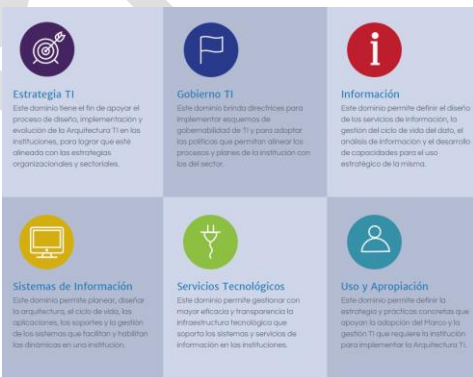 Estrategia TI
Este dominio tiene el fin de apoyar el
proceso de diseño, implementación y
evolución de la Arquitectura TI en las
instituciones, para lograr que esté
alineada con las estrategias
organizacionales y sectoriales.
Gobierno TI
Este dominio brinda directrices para
implementar esquemas de
gobernabilidad de TI y para adoptar
las políticas que permitan alinear los
procesos y planes de la institución con
los del sector.
Información
Este dominio permite definir el diseño
de los servicios de información, la
gestión del ciclo de vida del dato, el
análisis de información y el desarrollo
de capacidades para el uso
estratégico de la misma.
Sistemas de Información
Este dominio permite planear, diseñar
la arquitectura, el ciclo de vida, las
aplicaciones, los soportes y la gestión
de los sistemas que facilitan y habilitan
las dinámicas en una institución.
Servicios Tecnológicos
Este dominio permite gestionar con
mayor eficacia y transparencia la
infraestructura tecnológica que
soporta los sistemas y servicios de
información en las instituciones.
Uso y Apropiación
Este dominio permite definir la
estrategia y prácticas concretas que
apoyan la adopción del Marco y la
gestión TI que requiere la institución
para implementar la Arquitectura TI.